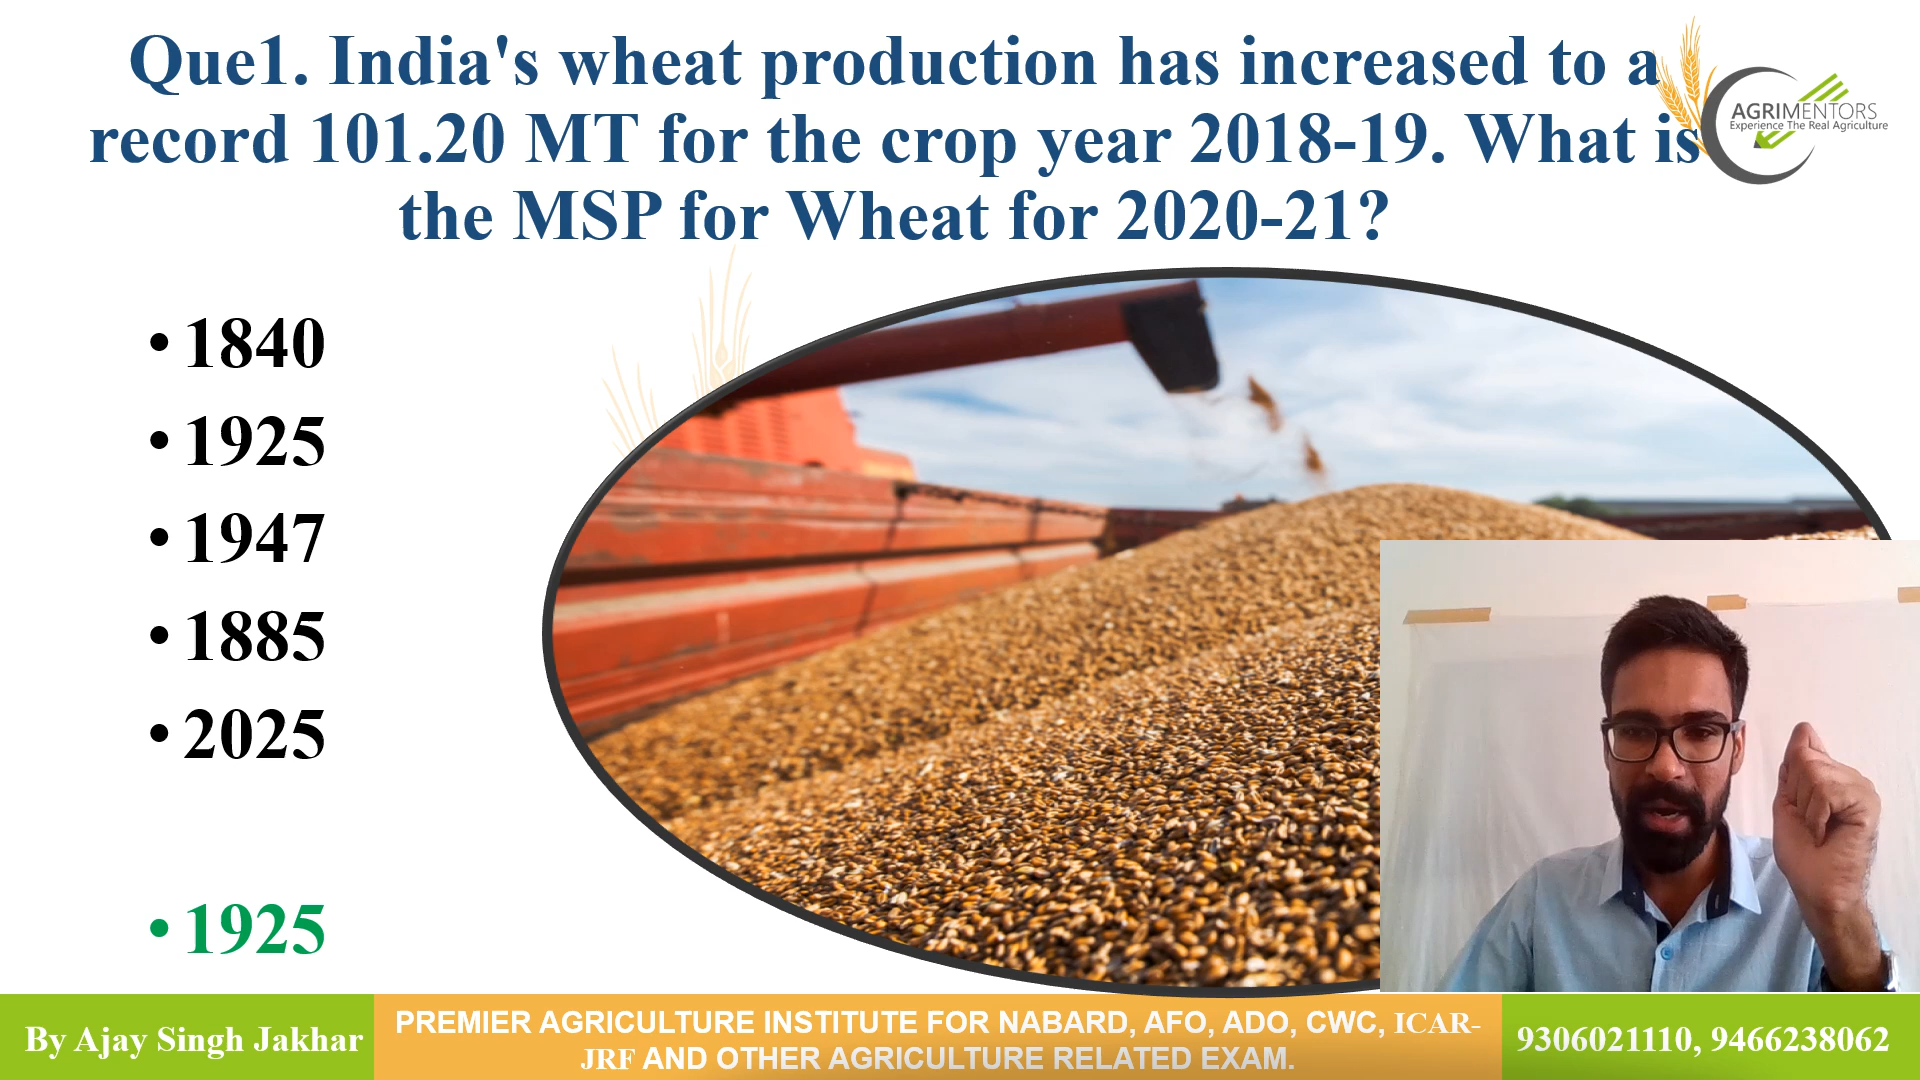 Que1. India's wheat production has increased to a
record 101.20 MT for the crop year 2018-19. What is
the MSP for Wheat for 2020-21?
AGRIMENTORS
Experience The Real Agriculture
• 1840
• 1925
• 1947
• 1885
• 2025
• 1925
By Ajay Singh Jakhar
PREMIER AGRICULTURE INSTITUTE FOR NABARD, AFO, ADO, CWC, ICAR-
JRF AND OTHER AGRICULTURE RELATED EXAM.
9306021110, 9466238062